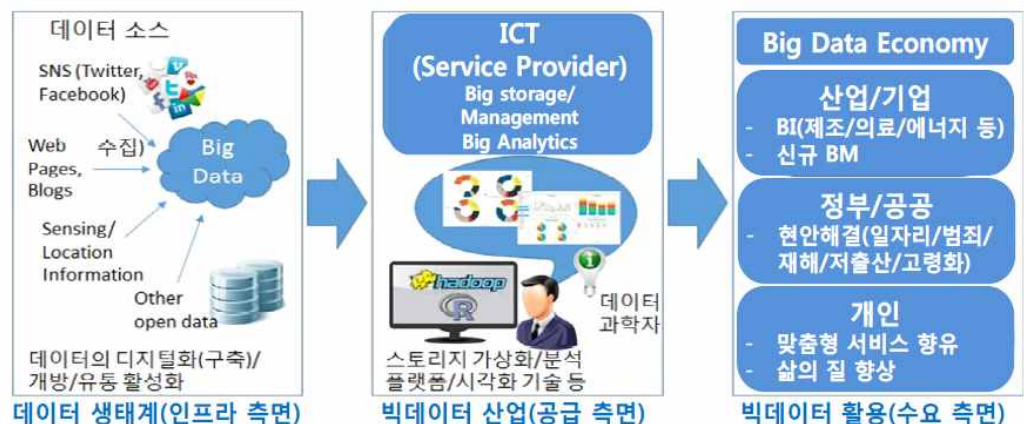 데이터 소스
SNS (Twitter,
Facebook)
Web 수집)
Pages,
Blogs
Big
Data
Sensing/
Location
Information
Other
open data
데이터의 디지털화(구축)/
개방/유통 활성화
데이터 생태계(인프라 측면)
ICT
(Service Provider)
Big storage/
Management
Big Analytics
hadoop
R
데이터
과학자
스토리지 가상화/분석
플랫폼/시각화 기술 등
빅데이터 산업(공급 측면)
Big Data Economy
산업/기업
- BI(제조/의료/에너지 등)
- 신규 BM
정부/공공
- 현안해결(일자리/범죄/
재해/저출산/고령화)
개인
- 맞춤형 서비스 향유
- 삶의 질 향상
빅데이터 활용(수요 측면)